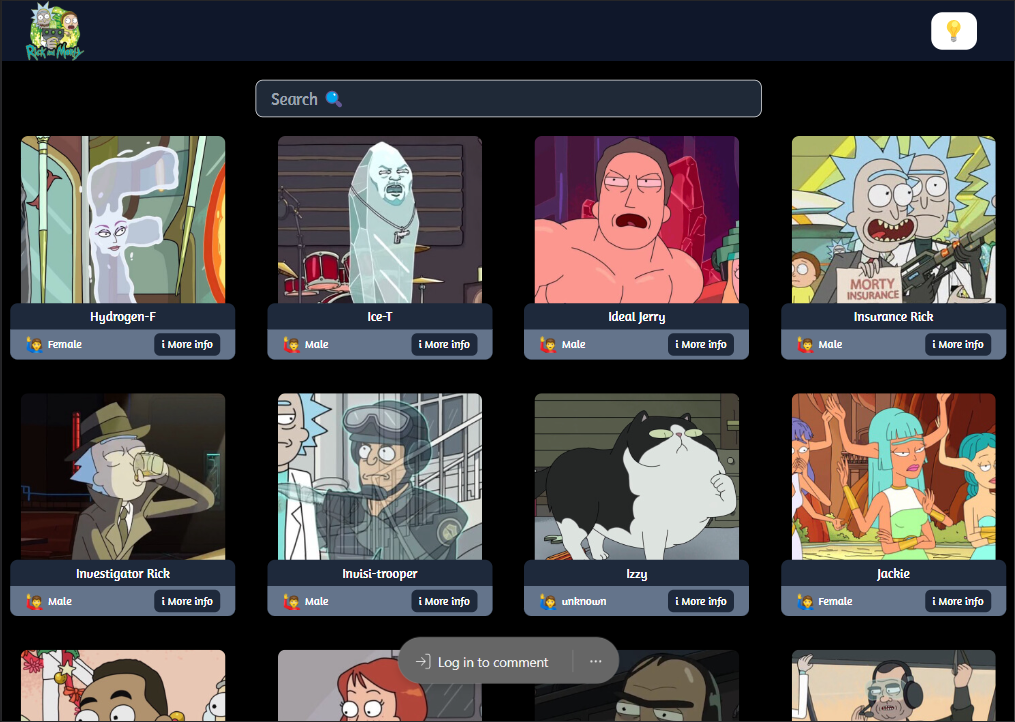 Rick and Morty
Search 🔍
MORTY
INSURANCE
Hydrogen-F
Ice-T
Ideal Jerry
Insurance Rick
Female
i More info
Male
i More info
Male
i More info
Male
i More info
Investigator Rick
Invisi-trooper
Izzy
Jackie
Male
i More info
Male
i More info
unknown
i More info
Female
i More info
Log in to comment